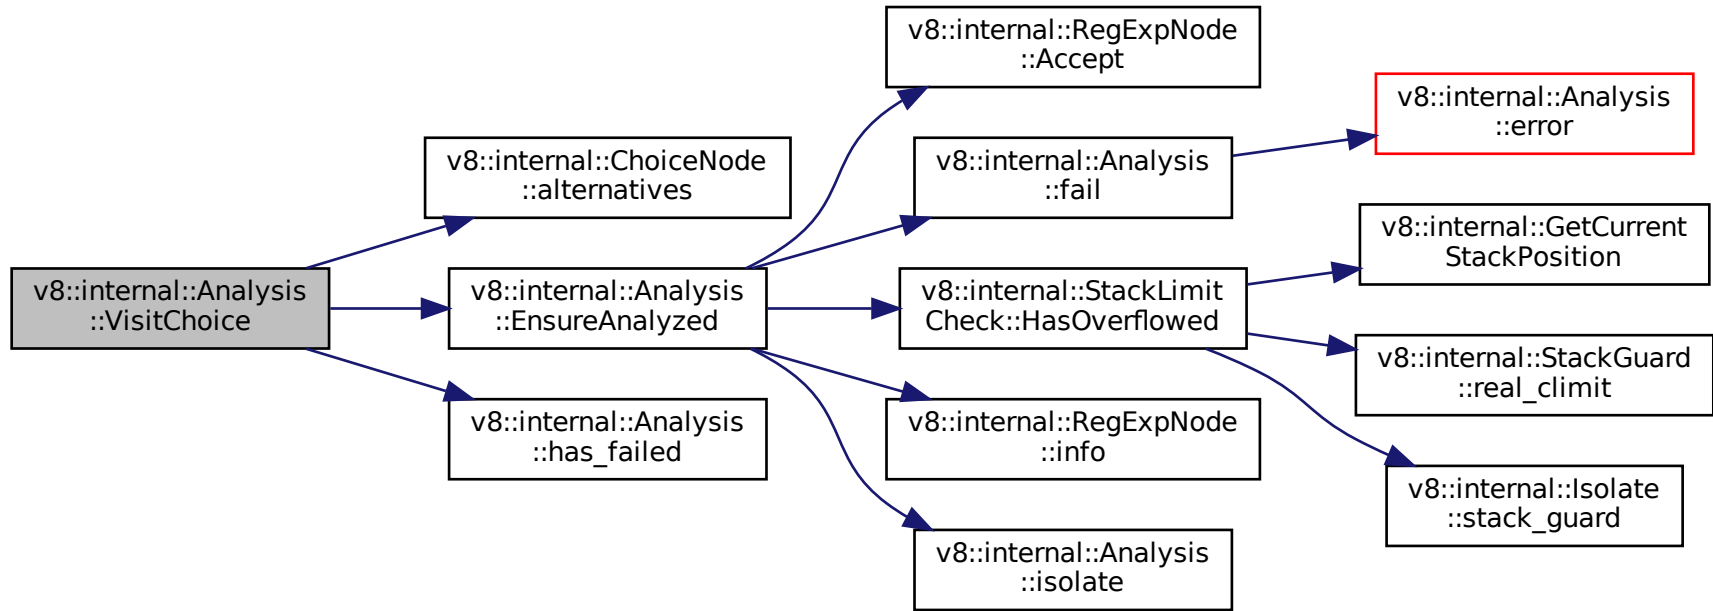 v8::internal::Analysis
::VisitChoice
v8::internal::ChoiceNode
::alternatives
v8::internal::Analysis
::EnsureAnalyzed
v8::internal::Analysis
::has_failed
v8::internal::RegExpNode
::Accept
v8::internal::Analysis
::fail
v8::internal::StackLimit
Check::HasOverflowed
v8::internal::RegExpNode
::info
v8::internal::Analysis
::isolate
v8::internal::Analysis
::error
v8::internal::GetCurrent
StackPosition
v8::internal::StackGuard
::real_climit
v8::internal::Isolate
::stack_guard